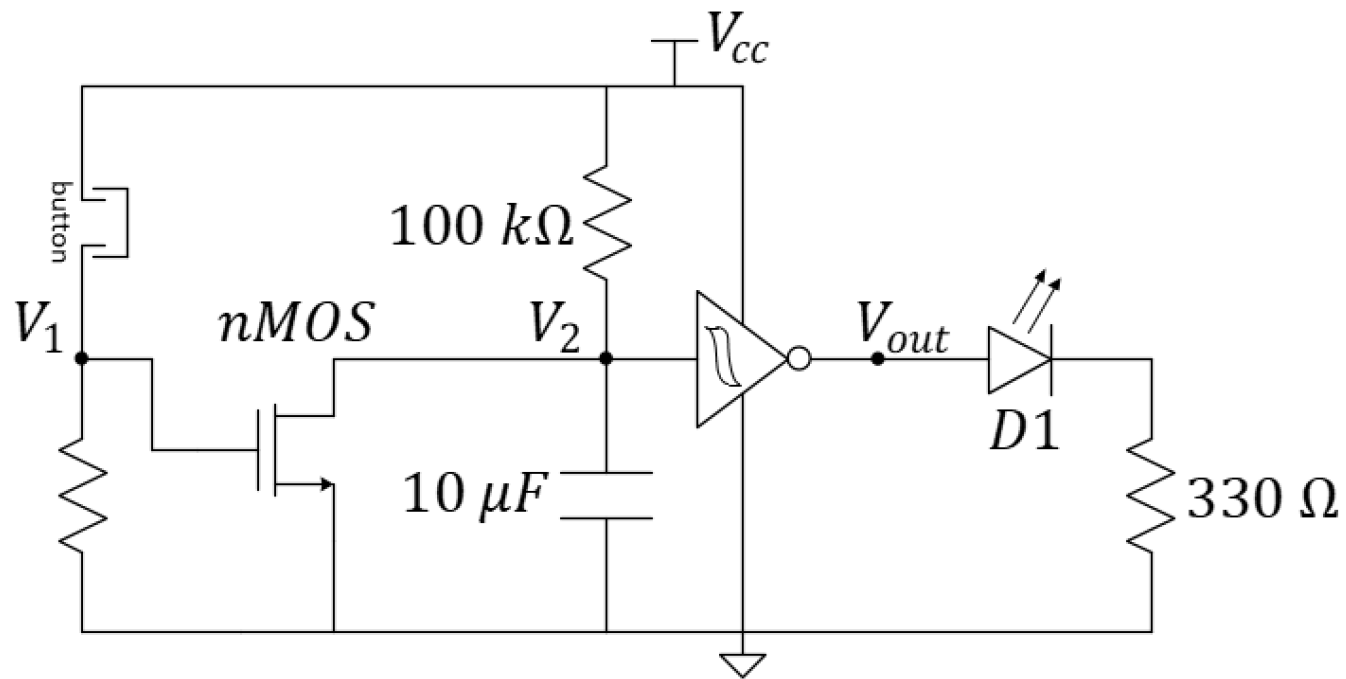 V_cc
button
100 kΩ
V_1
nMOS
V_2
V_out
D1
10 μF
330 Ω